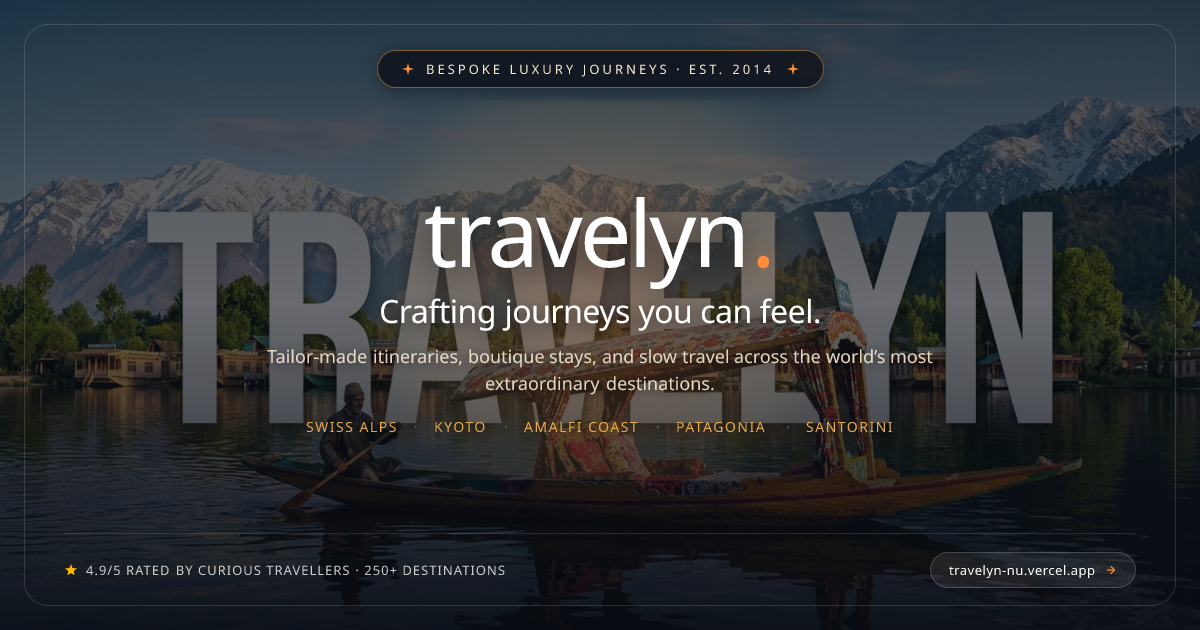 BESPOKE LUXURY JOURNEYS · EST. 2014
TRAVELYN
travelyn.
Crafting journeys you can feel.
Tailor-made itineraries, boutique stays, and slow travel across the world’s most
extraordinary destinations.
SWISS ALPS · KYOTO · AMALFI COAST · PATAGONIA · SANTORINI
4.9/5 RATED BY CURIOUS TRAVELLERS · 250+ DESTINATIONS
travelyn-nu.vercel.app